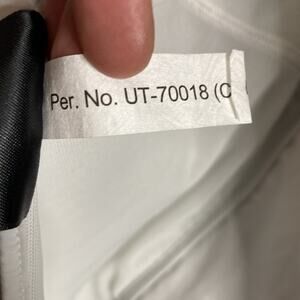 Per. No. UT-70018 (C